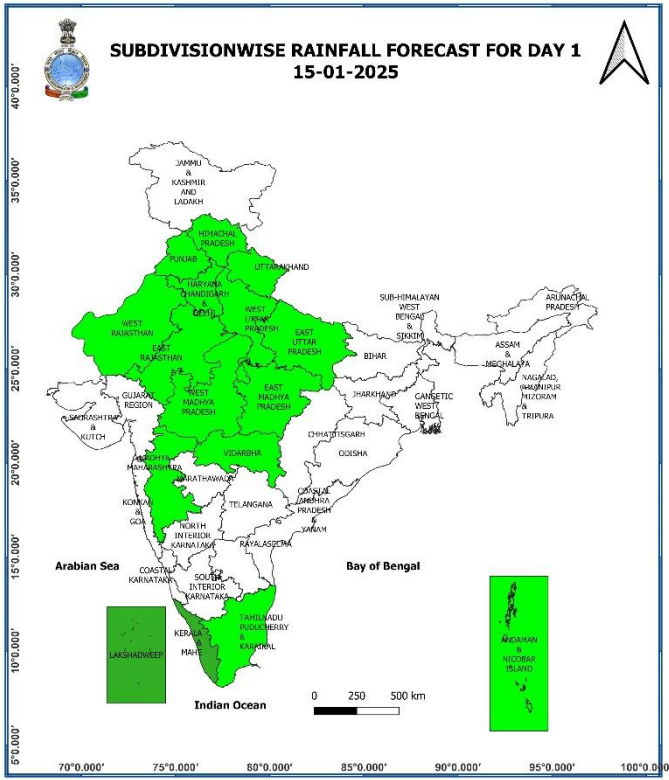 SUBDIVISIONWISE RAINFALL FORECAST FOR DAY 1
15-01-2025
40°0.000'
35°0.000'
30°0.000'
25°0.000'
20°0.000'
15°0.000'
10°0.000'
5°0.000'
JAMMU
&
KASHMIR
AND
LADAKH
HIMACHAL
PRADESH
PUNJAB
UTTARAKHAND
HARYANA
CHANDIGARH
&
DELHI
WEST
UTTAR
PRADESH
EAST
UTTAR
PRADESH
WEST
RAJASTHAN
EAST
RAJASTHAN
SUB-HIMALAYAN
WEST
BENGAL
&
SIKKIM
ARUNACHAL
PRADESH
ASSAM
&
MEGHALAYA
NAGALAD,
MANIPUR
MIZORAM
&
TRIPURA
BIHAR
JHARKHAND
GANGETIC
WEST
BENGAL
GUJARAT
REGION
SAURASHTRA
&
KUTCH
WEST
MADHYA
PRADESH
EAST
MADHYA
PRADESH
CHHATTISGARH
ODISHA
VIDARBHA
MADHYA
MAHARASHTRA
MARATHAWADA
KONKAN
&
GOA
TELANGANA
COASTAL
ANDHRA
PRADESH
&
YANAM
NORTH
INTERIOR
KARNATAKA
RAYALASEEMA
COASTAL
KARNATAKA
SOUTH
INTERIOR
KARNATAKA
Arabian Sea
Bay of Bengal
LAKSHADWEEP
KERALA
&
MAHE
TAMILNADU
PUDUCHERRY
&
KARAIKAL
ANDAMAN
&
NICOBAR
ISLAND
Indian Ocean
0 250 500 km
70°0.000' 75°0.000' 80°0.000' 85°0.000' 90°0.000' 95°0.000' 100°0.000'